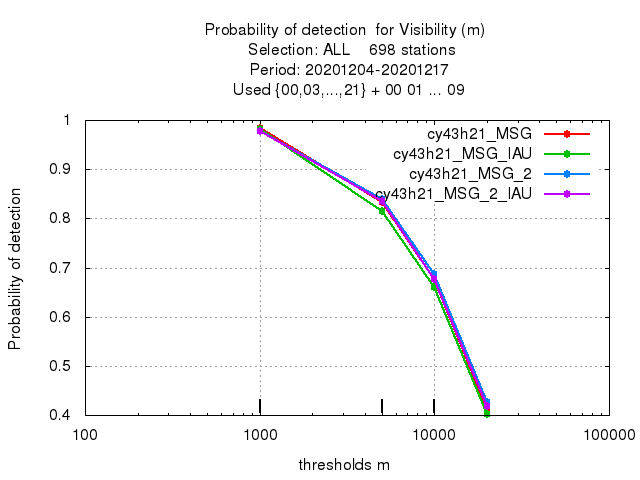 Probability of detection  for Visibility (m)
Selection: ALL    698 stations
Period: 20201204-20201217
Used {00,03,...,21} + 00 01 ... 09
cy43h21_MSG
cy43h21_MSG_IAU
cy43h21_MSG_2
cy43h21_MSG_2_IAU
Probability of detection
1
0.9
0.8
0.7
0.6
0.5
0.4
100 1000 10000 100000
thresholds m